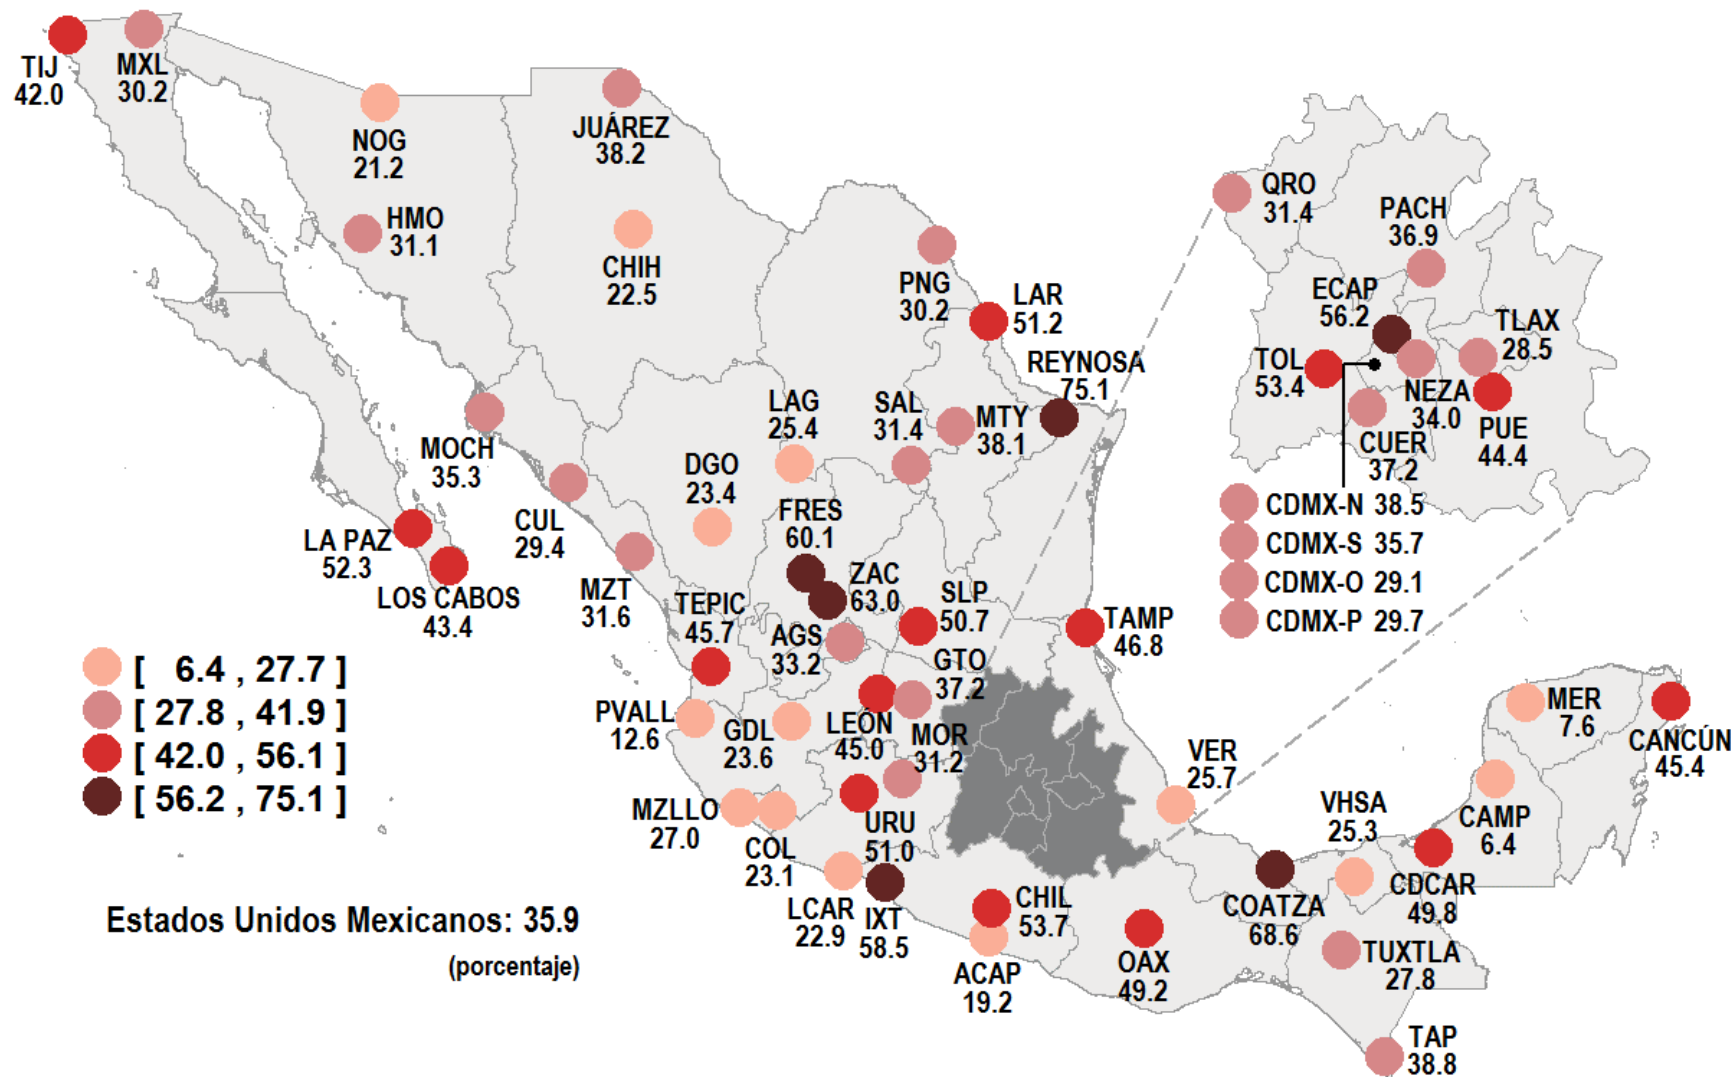 TIJ
42.0
MXL
30.2
NOG
21.2
HMO
31.1
JUÁREZ
38.2
CHIH
22.5
PNG
30.2
LAR
51.2
REYNOSA
75.1
LAG
25.4
SAL
31.4
MTY
38.1
MOCH
35.3
DGO
23.4
FRES
60.1
CUL
29.4
LA PAZ
52.3
LOS CABOS
43.4
MZT
31.6
TEPIC
45.7
ZAC
63.0
AGS
33.2
SLP
50.7
TAMP
46.8
GTO
37.2
PVALL
12.6
GDL
23.6
LEÓN
45.0
MOR
31.2
MZLLO
27.0
COL
23.1
URU
51.0
LCAR
22.9
IXT
58.5
CHIL
53.7
ACAP
19.2
OAX
49.2
VER
25.7
COATZA
68.6
VHSA
25.3
CDCAR
49.8
CAMP
6.4
MER
7.6
CANCÚN
45.4
TUXTLA
27.8
TAP
38.8
QRO
31.4
PACH
36.9
ECAP
56.2
TLAX
28.5
TOL
53.4
NEZA
34.0
CUER
37.2
PUE
44.4
CDMX-N 38.5
CDMX-S 35.7
CDMX-O 29.1
CDMX-P 29.7
[ 6.4 , 27.7 ]
[ 27.8 , 41.9 ]
[ 42.0 , 56.1 ]
[ 56.2 , 75.1 ]
Estados Unidos Mexicanos: 35.9
(porcentaje)